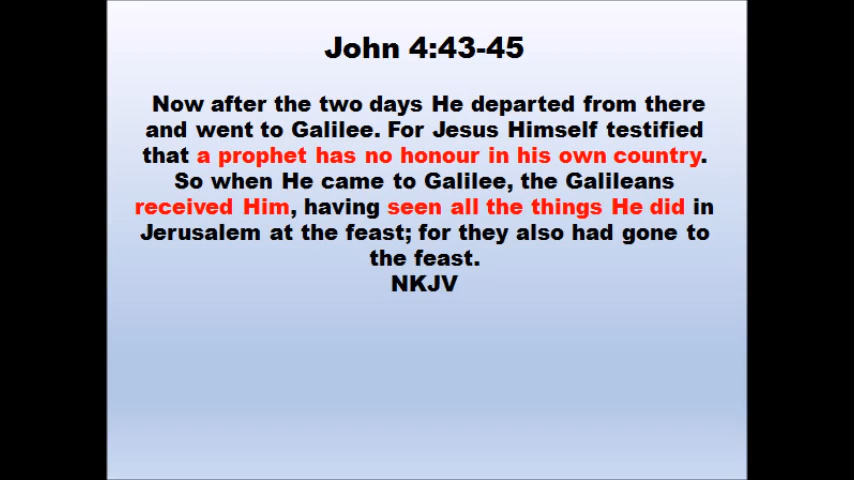 John 4:43-45
Now after the two days He departed from there
and went to Galilee. For Jesus Himself testified
that a prophet has no honour in his own country.
So when He came to Galilee, the Galileans
received Him, having seen all the things He did in
Jerusalem at the feast; for they also had gone to
the feast.
NKJV